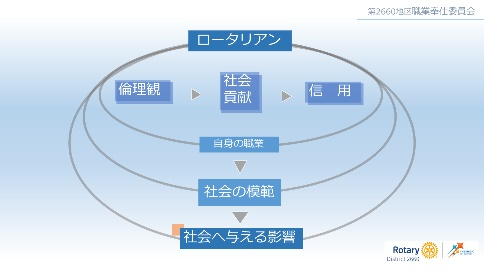 第2660地区職業奉仕委員会
ロータリアン
倫理観
社会
貢献
信 用
自身の職業
社会の模範
社会へ与える影響
Rotary
District 2660